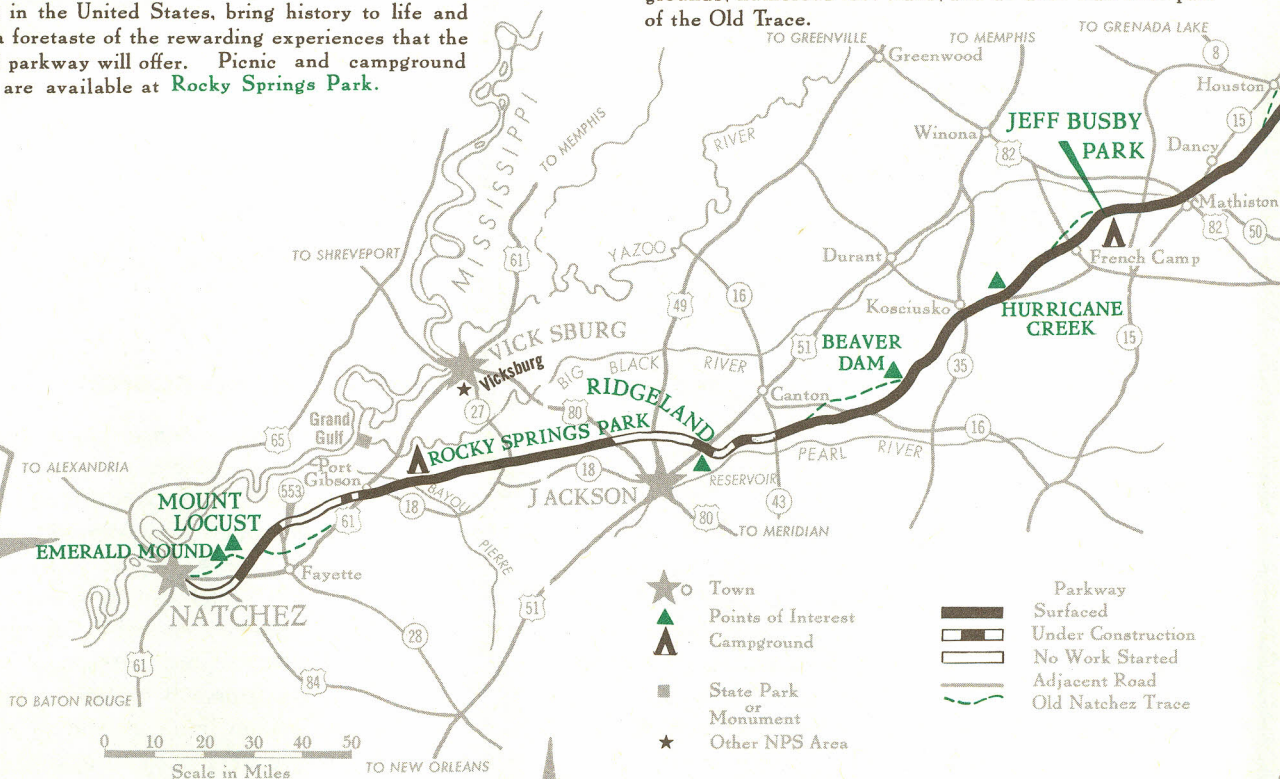 in the United States, bring history to life and
foretaste of the rewarding experiences that the
parkway will offer. Picnic and campground
are available at Rocky Springs Park.
of the Old Trace.
TO GREENVILLE
TO MEMPHIS
TO GRENADA LAKE
Greenwood
8
Houston
15
Winona
82
JEFF BUSBY
PARK
Dancy
Mathiston
82
50
French Camp
MISSISSIPPI
TO MEMPHIS
RIVER
YAZOO
TO SHREVEPORT
61
49
16
Durant
Kosciusko
HURRICANE
CREEK
15
VICKSBURG
Vicksburg
BIG BLACK RIVER
51
BEAVER
DAM
35
27
80
RIDGELAND
Canton
16
Grand
Gulf
65
ROCKY SPRINGS PARK
PEARL RIVER
TO ALEXANDRIA
Port
Gibson
18
JACKSON
RESERVOIR
553
BAYOU
PIERRE
18
43
80
TO MERIDIAN
61
MOUNT
LOCUST
EMERALD MOUND
Fayette
NATCHEZ
51
28
61
84
TO BATON ROUGE
0 10 20 30 40 50
Scale in Miles
TO NEW ORLEANS
Town
Points of Interest
Campground
State Park
or
Monument
Other NPS Area
Parkway
Surfaced
Under Construction
No Work Started
Adjacent Road
Old Natchez Trace